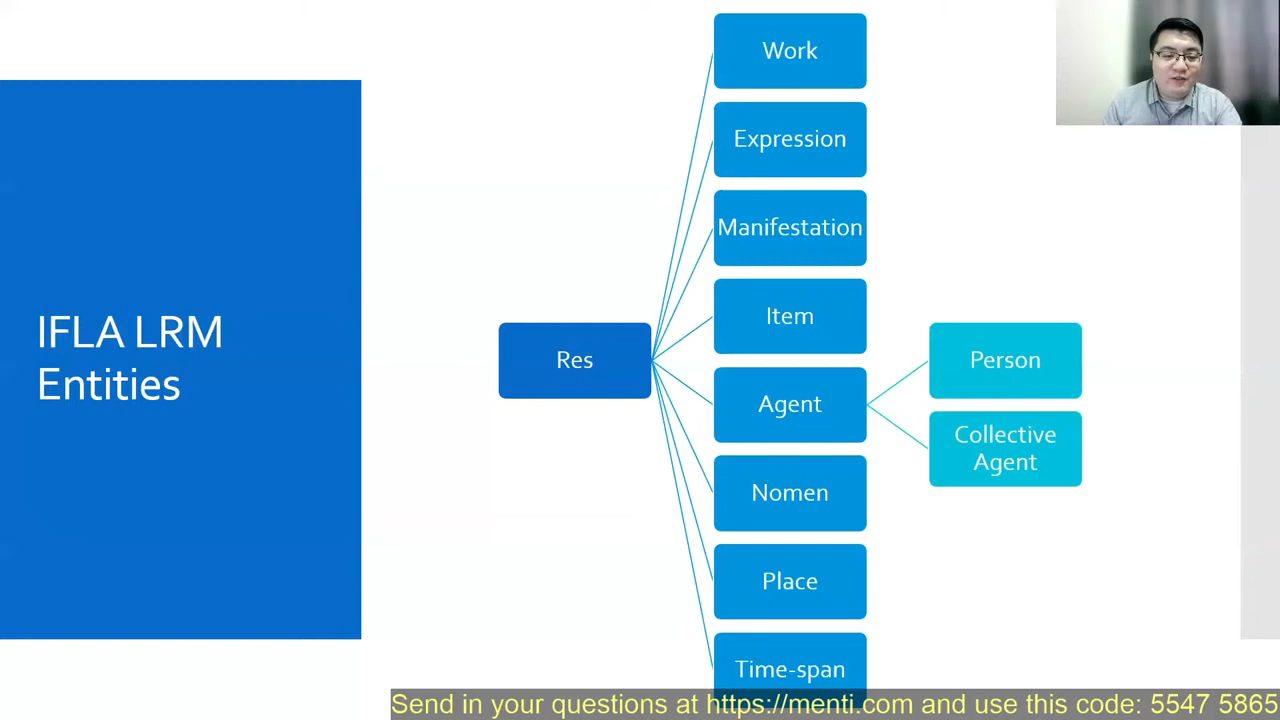 IFLA LRM
Entities
Res
Work
Expression
Manifestation
Item
Agent
Nomen
Place
Time-span
Person
Collective
Agent
Send in your questions at https://menti.com and use this code: 5547 5865